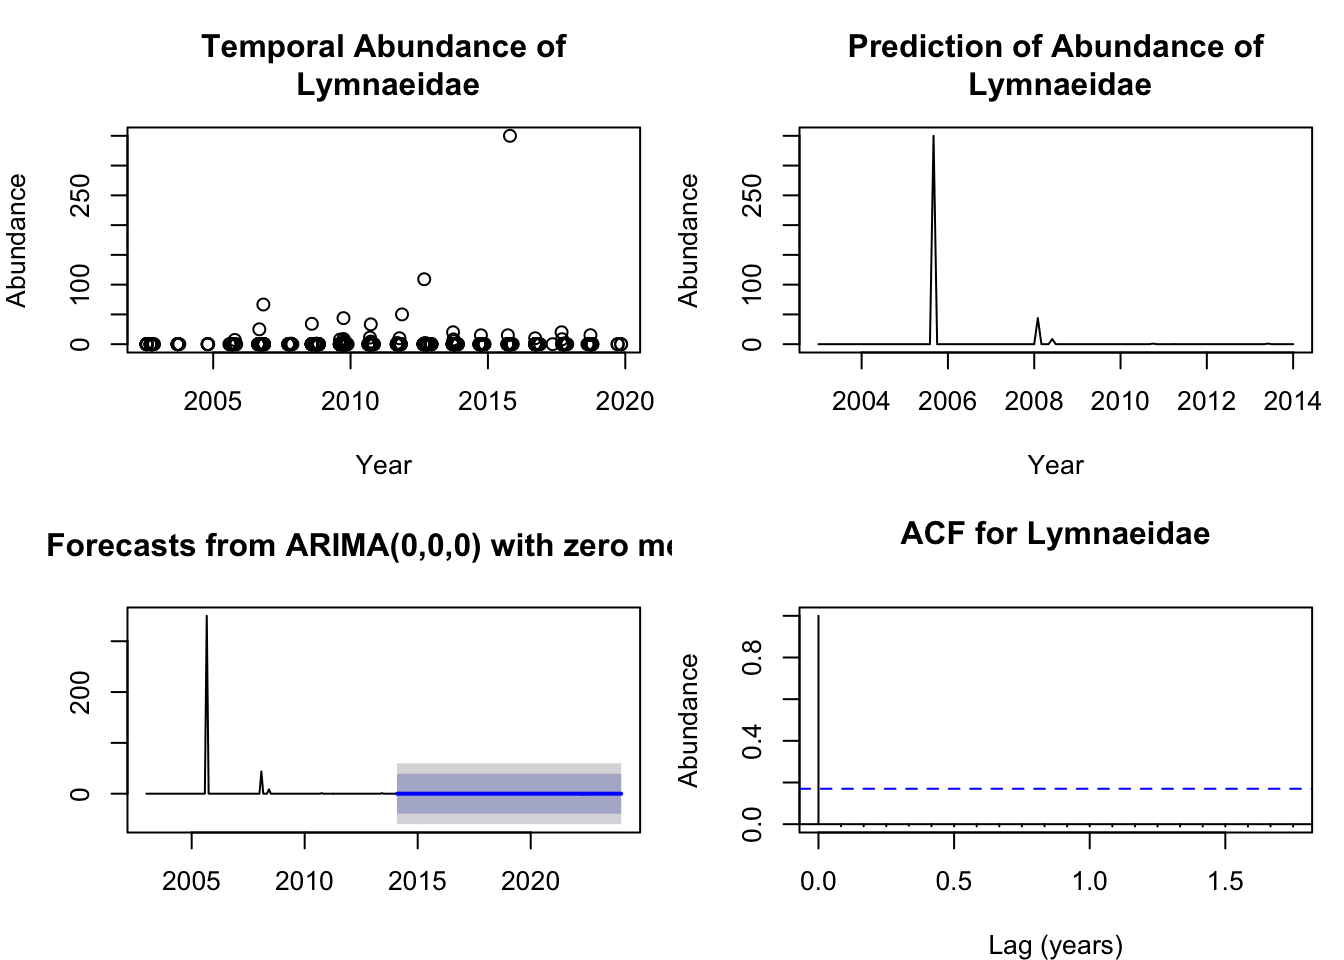 Temporal Abundance of
Lymnaeidae
Abundance
0
100
250
2005
2010
2015
2020
Year
Prediction of Abundance of
Lymnaeidae
Abundance
0
100
250
2004
2006
2008
2010
2012
2014
Year
Forecasts from ARIMA(0,0,0) with zero me
0
200
2005
2010
2015
2020
ACF for Lymnaeidae
Abundance
0.0
0.4
0.8
0.0
0.5
1.0
1.5
Lag (years)